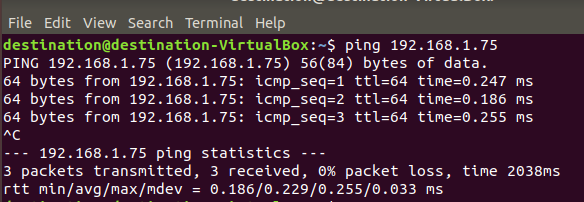 File Edit View Search Terminal Help
destination@destination-VirtualBox:~$ ping 192.168.1.75
PING 192.168.1.75 (192.168.1.75) 56(84) bytes of data.
64 bytes from 192.168.1.75: icmp_seq=1 ttl=64 time=0.247 ms
64 bytes from 192.168.1.75: icmp_seq=2 ttl=64 time=0.186 ms
64 bytes from 192.168.1.75: icmp_seq=3 ttl=64 time=0.255 ms
^C
--- 192.168.1.75 ping statistics ---
3 packets transmitted, 3 received, 0% packet loss, time 2038ms
rtt min/avg/max/mdev = 0.186/0.229/0.255/0.033 ms